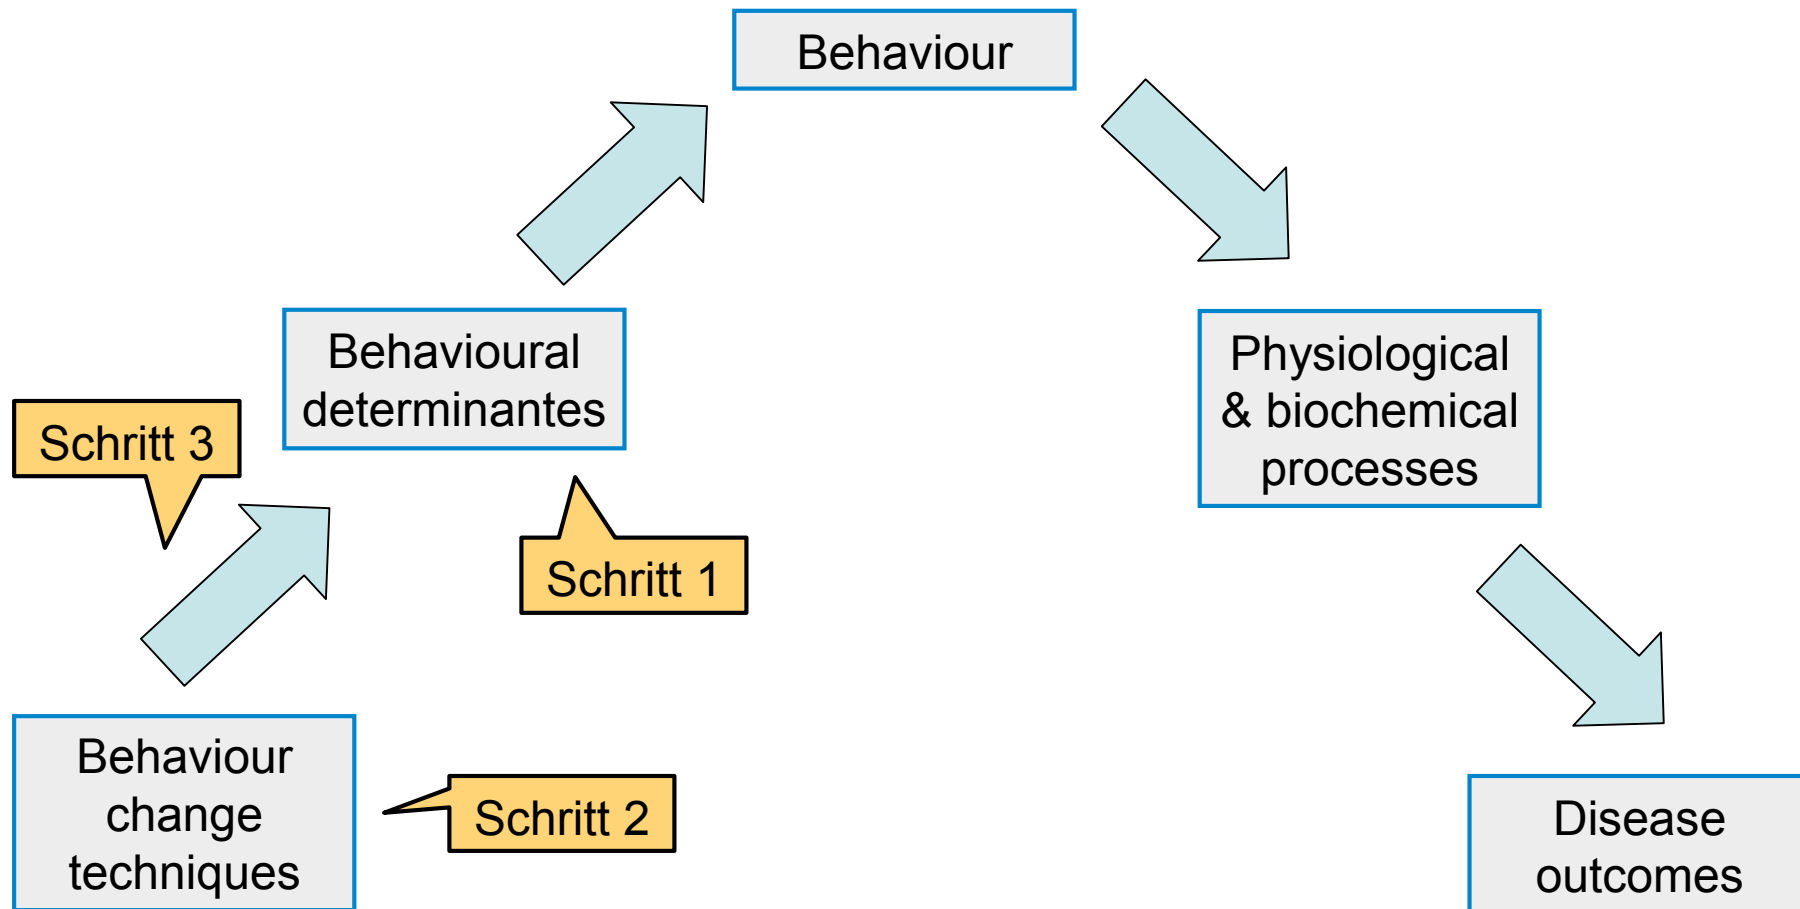 Behaviour
Behavioural
determinantes
Physiological
& biochemical
processes
Schritt 3
Schritt 1
Behaviour
change
techniques
Schritt 2
Disease
outcomes